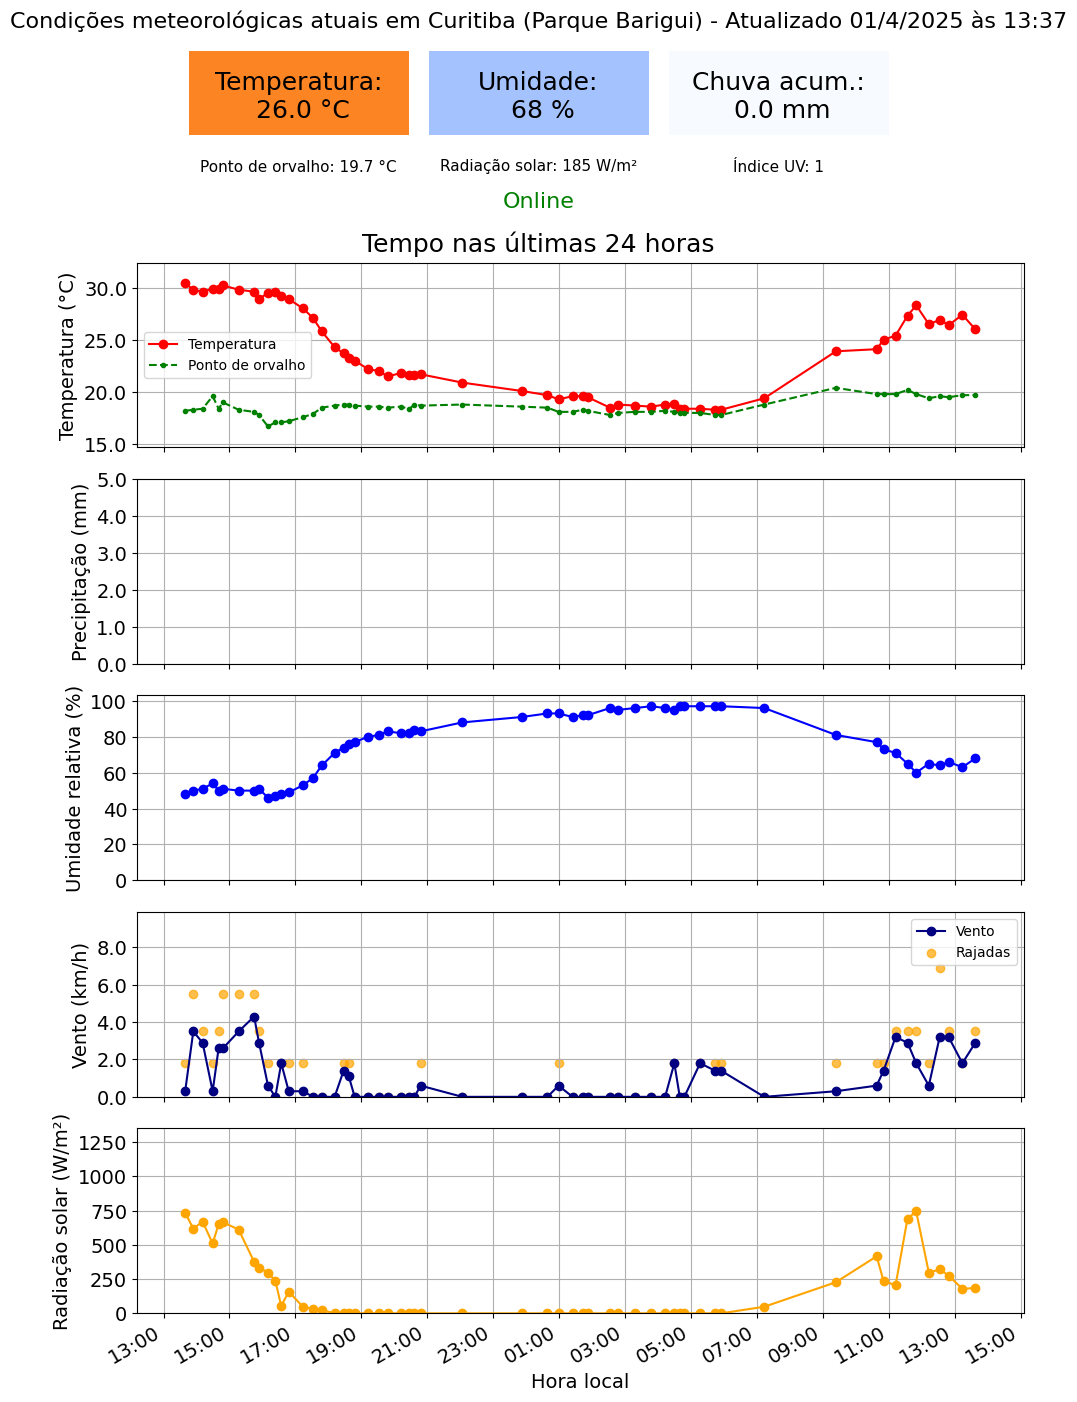 Condições meteorológicas atuais em Curitiba (Parque Barigui) - Atualizado 01/4/2025 às 13:37
Temperatura:
26.0 °C
Umidade:
68 %
Chuva acum.:
0.0 mm
Ponto de orvalho: 19.7 °C
Radiação solar: 185 W/m²
Índice UV: 1
Online
Tempo nas últimas 24 horas
Temperatura (°C)
30.0
25.0
20.0
15.0
Temperatura
Ponto de orvalho
Precipitação (mm)
5.0
4.0
3.0
2.0
1.0
0.0
Umidade relativa (%)
100
80
60
40
20
0
Vento (km/h)
8.0
6.0
4.0
2.0
0.0
Vento
Rajadas
Radiação solar (W/m²)
1250
1000
750
500
250
0
13:00
15:00
17:00
19:00
21:00
23:00
01:00
03:00
05:00
07:00
09:00
11:00
13:00
15:00
Hora local